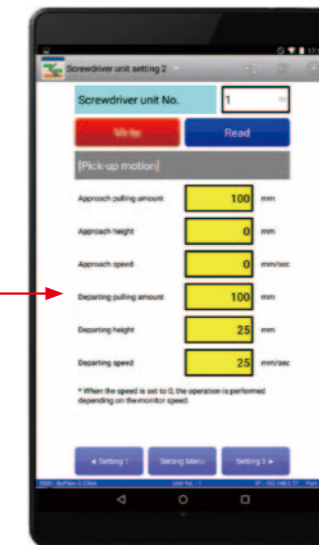 Screwdriver unit setting 2
Screwdriver unit No. 1
Write Read
[Pick-up motion]
Approach pulling amount 100 mm
Approach height 0 mm
Approach speed 0 mm/sec
Departing pulling amount 100 mm
Departing height 25 mm
Departing speed 25 mm/sec
* When the speed is set to 0, the operation is performed
depending on the monitor speed.
◄ Setting 1 Setting Menu Setting 3 ►
Unit No. : 1